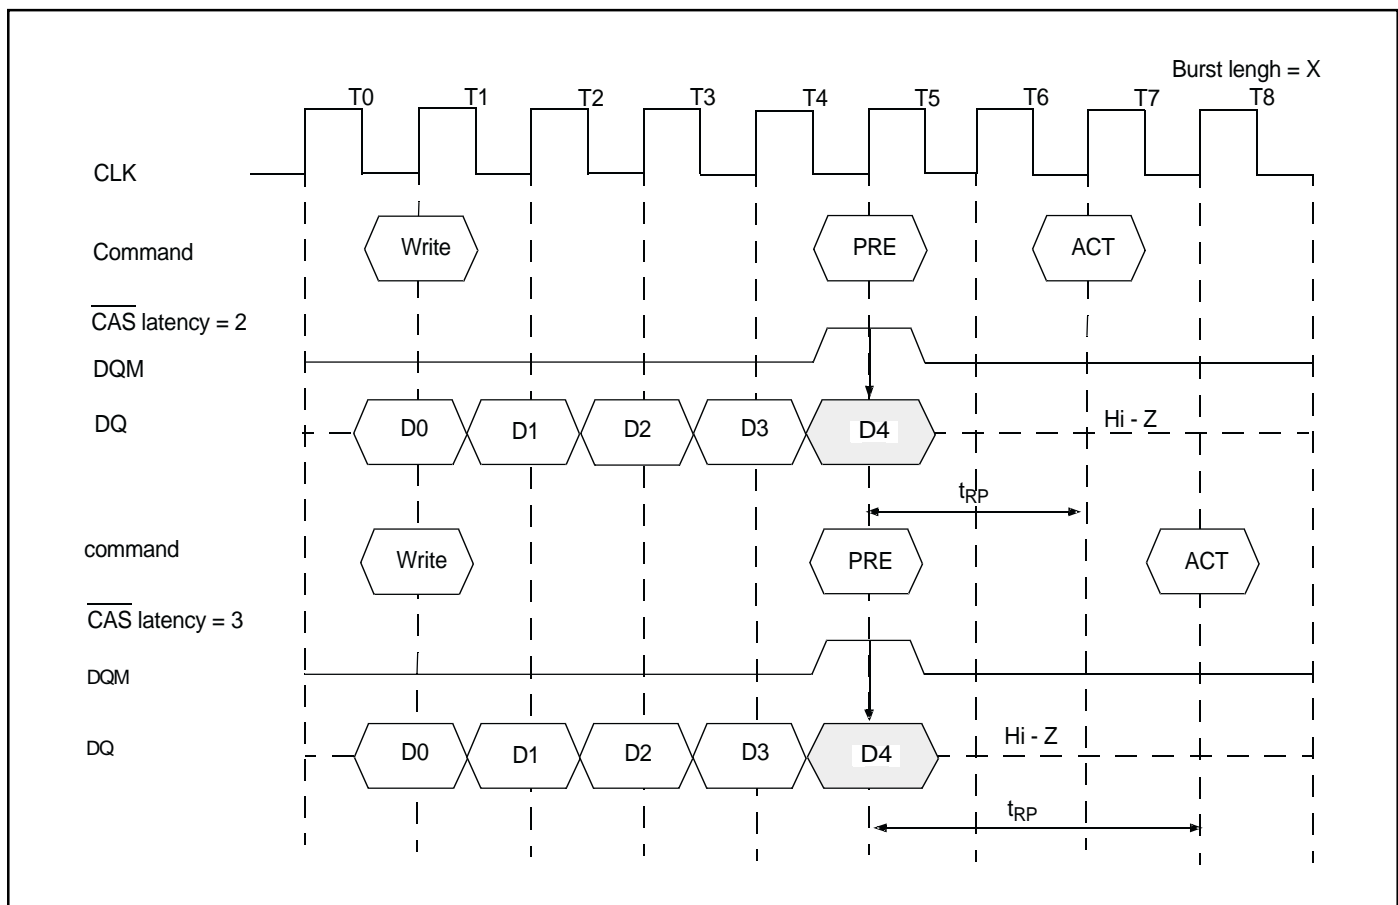 Burst lengh = X
T0 T1 T2 T3 T4 T5 T6 T7 T8
CLK
Command Write PRE ACT
CAS latency = 2
DQM
DQ D0 D1 D2 D3 D4 Hi - Z
tRP
command Write PRE ACT
CAS latency = 3
DQM
DQ D0 D1 D2 D3 D4 Hi - Z
tRP